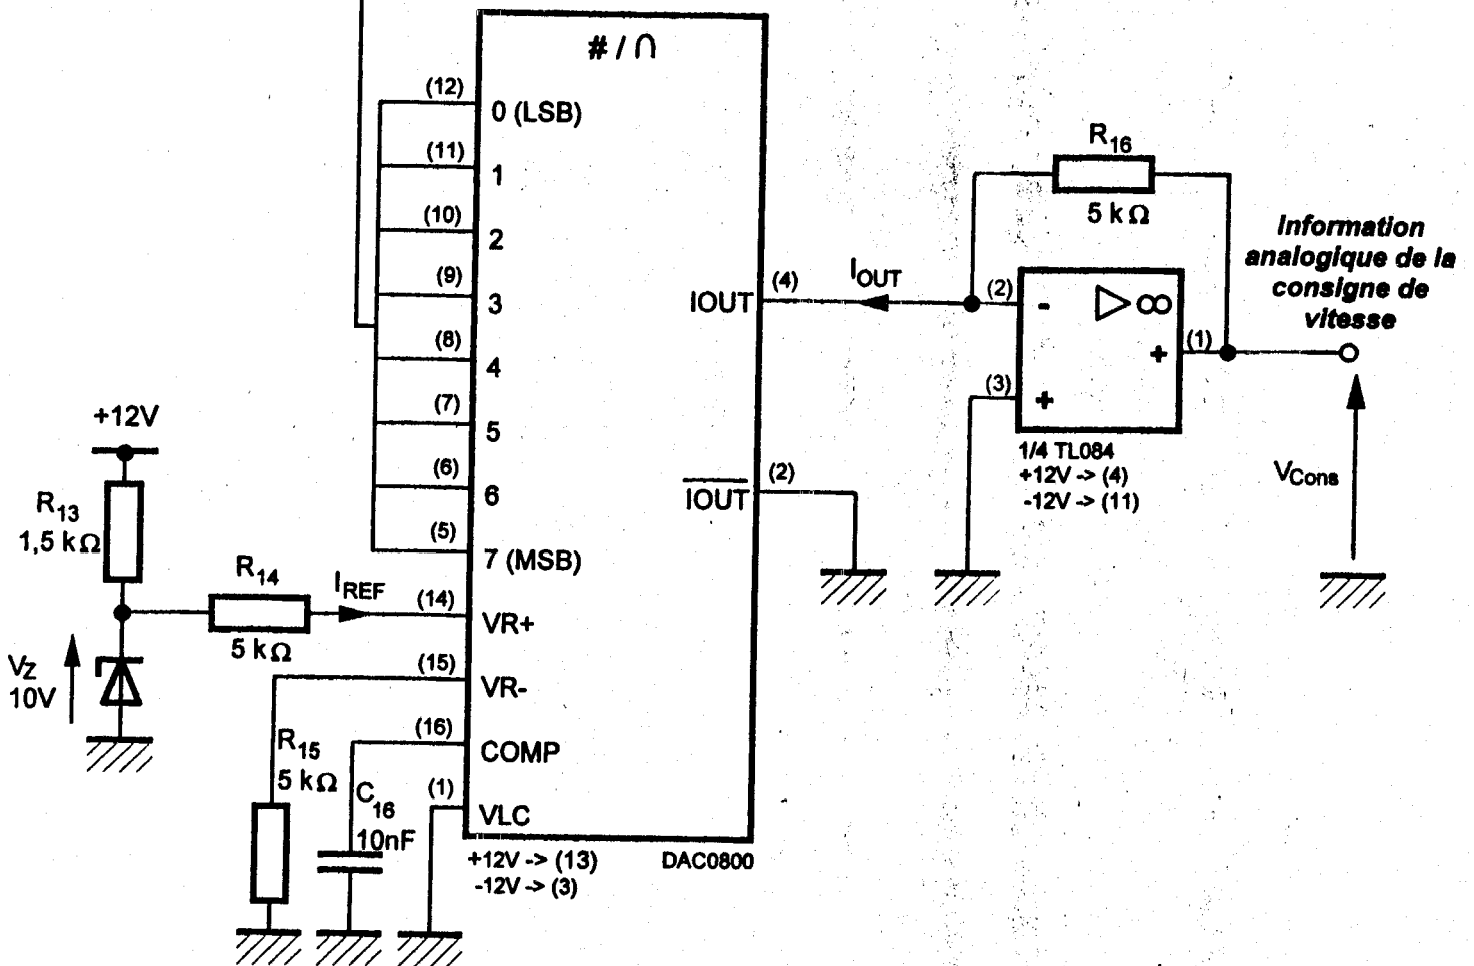 # / ∩
(12)
0 (LSB)
(11)
1
(10)
2
(9)
3
(8)
4
(7)
5
(6)
6
(5)
7 (MSB)
(14)
VR+
(15)
VR-
(16)
COMP
(1)
VLC
+12V -> (13)
-12V -> (3)
DAC0800
IOUT
(4)
IOUT
(2)
IOUT
R16
5 kΩ
(2)
-
▷ ∞
+
(1)
(3)
+
1/4 TL084
+12V -> (4)
-12V -> (11)
Information
analogique de la
consigne de
vitesse
VCons
+12V
R13
1,5 kΩ
R14
5 kΩ
IREF
VZ
10V
R15
5 kΩ
C16
10nF